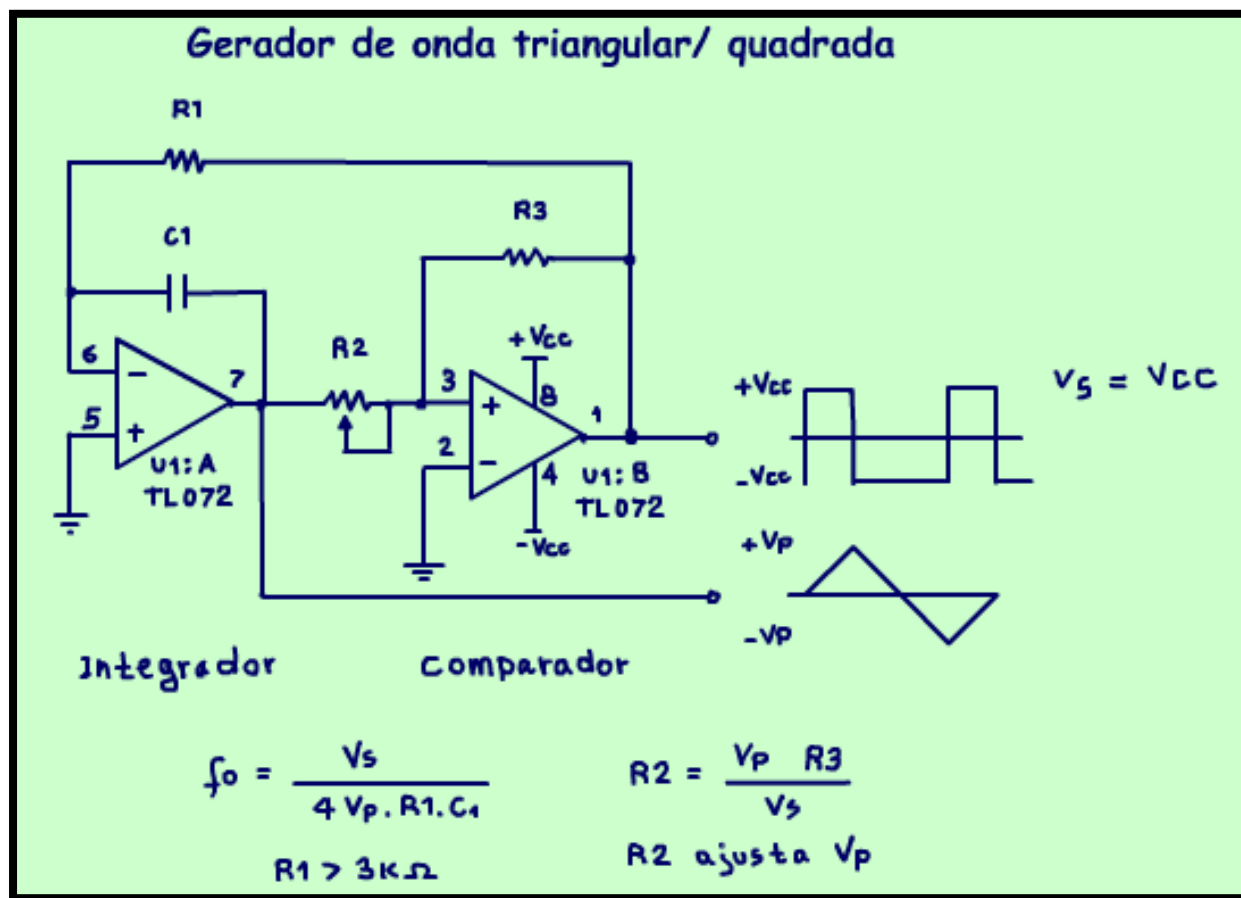 Gerador de onda triangular/ quadrada
R1
R3
C1
R2
+Vcc
6
7
3
8
1
5
2
4
U1:A
TL072
U1:B
TL072
-Vcc
+Vcc
-Vcc
Vs = Vcc
+Vp
-Vp
Integrador
Comparador
fo = Vs / 4 Vp. R1. C1
R2 = Vp R3 / Vs
R1 > 3KΩ
R2 ajusta Vp